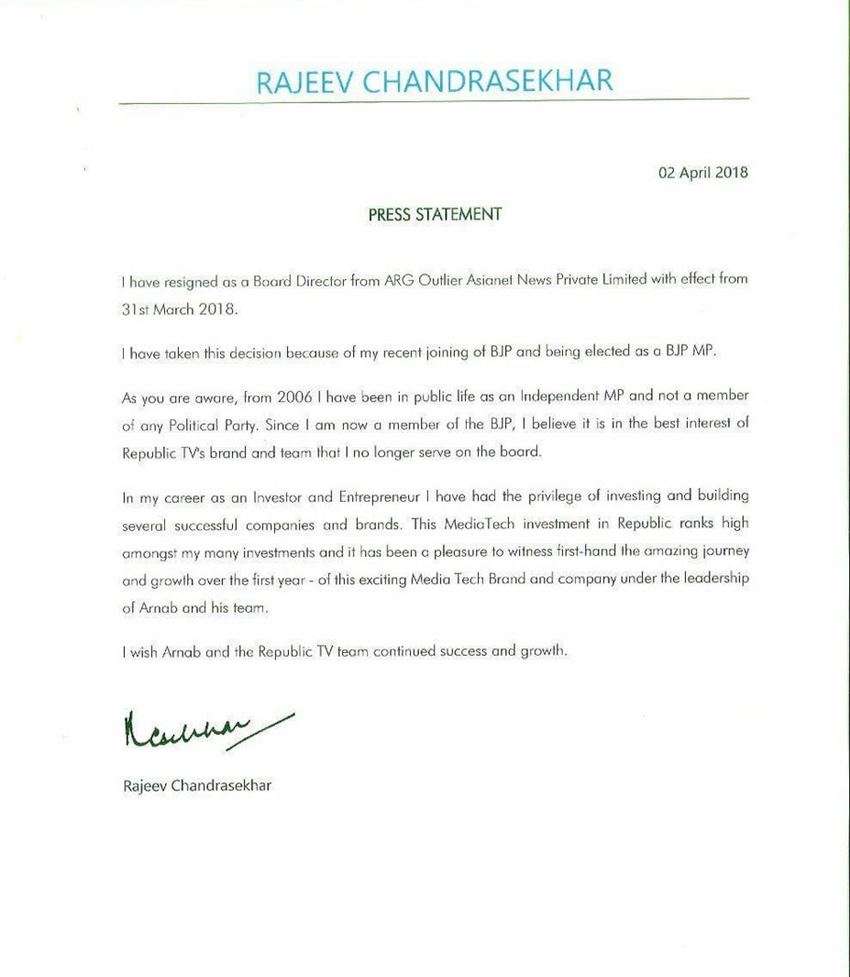 RAJEEV CHANDRASEKHAR
02 April 2018
PRESS STATEMENT
I have resigned as a Board Director from ARG Outlier Asianet News Private Limited with effect from
31st March 2018.
I have taken this decision because of my recent joining of BJP and being elected as a BJP MP.
As you are aware, from 2006 I have been in public life as an Independent MP and not a member
of any Political Party. Since I am now a member of the BJP, I believe it is in the best interest of
Republic TV's brand and team that I no longer serve on the board.
In my career as an Investor and Entrepreneur I have had the privilege of investing and building
several successful companies and brands. This MediaTech investment in Republic ranks high
amongst my many investments and it has been a pleasure to witness first-hand the amazing journey
and growth over the first year - of this exciting Media Tech Brand and company under the leadership
of Arnab and his team.
I wish Arnab and the Republic TV team continued success and growth.
Rajeev Chandrasekhar